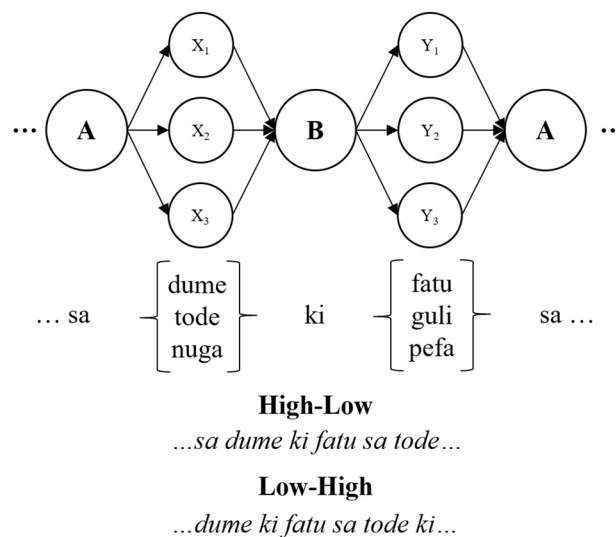 X1 Y1
... A X2 B Y2 A ..
X3 Y3
dume fatu
... sa tode ki guli sa ...
nuga pefa
High-Low
...sa dume ki fatu sa tode...
Low-High
...dume ki fatu sa tode ki...